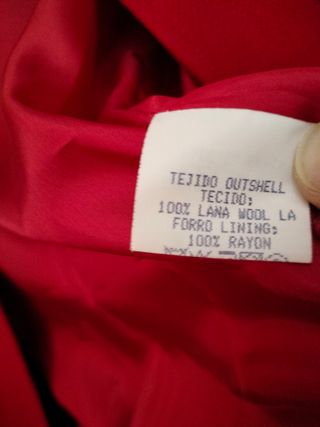 TEJIDO OUTSHELL
TECIDO;
100% LANA WOOL LA
FORRO LINING;
100% RAYON